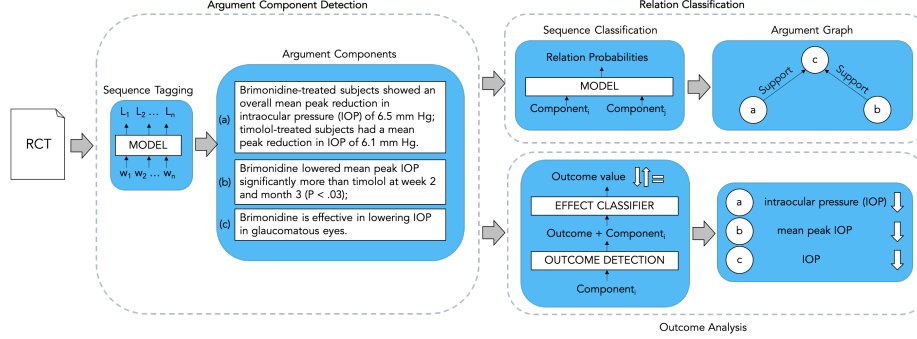 Argument Component Detection
RCT
Sequence Tagging
L1 L2 ... Ln
MODEL
w1 w2 ... wn
Argument Components
(a)
Brimonidine-treated subjects showed an
overall mean peak reduction in
intraocular pressure (IOP) of 6.5 mm Hg;
timolol-treated subjects had a mean
peak reduction in IOP of 6.1 mm Hg.
(b)
Brimonidine lowered mean peak IOP
significantly more than timolol at week 2
and month 3 (P < .03);
(c)
Brimonidine is effective in lowering IOP
in glaucomatous eyes.
Relation Classification
Sequence Classification
Relation Probabilities
MODEL
Componenti Componentj
Argument Graph
c
Support
Support
a
b
Outcome value
EFFECT CLASSIFIER
Outcome + Componenti
OUTCOME DETECTION
Componenti
a intraocular pressure (IOP)
b mean peak IOP
c IOP
Outcome Analysis